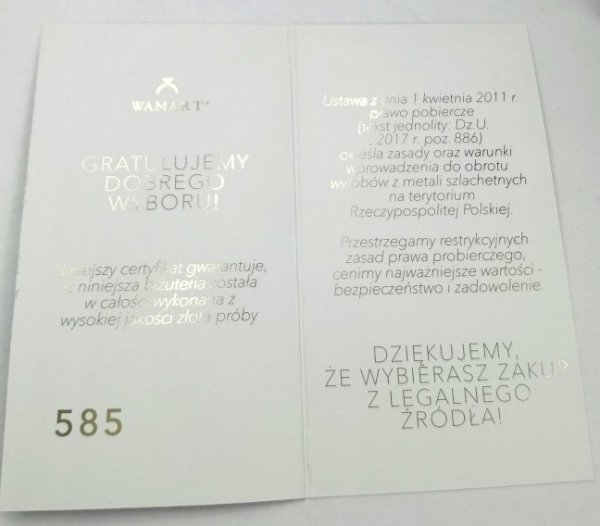 WAMART®
GRATULUJEMY
DOBREGO
WYBORU!
Niniejszy certyfikat gwarantuje,
niniejsza biżuteria została
w całości wykonana z
wysokiej jakości złota próby
585
Ustawa z dnia 1 kwietnia 2011 r.
prawo pobiercze
(tekst jednolity: Dz.U.
2017 r. poz. 886)
określa zasady oraz warunki
wprowadzenia do obrotu
wyrobów z metali szlachetnych
na terytorium
Rzeczypospolitej Polskiej.
Przestrzegamy restrykcyjnych
zasad prawa probierczego,
cenimy najważniejsze wartości -
bezpieczeństwo i zadowolenie.
DZIĘKUJEMY,
ŻE WYBIERASZ ZAKUP
Z LEGALNEGO
ŹRÓDŁA!